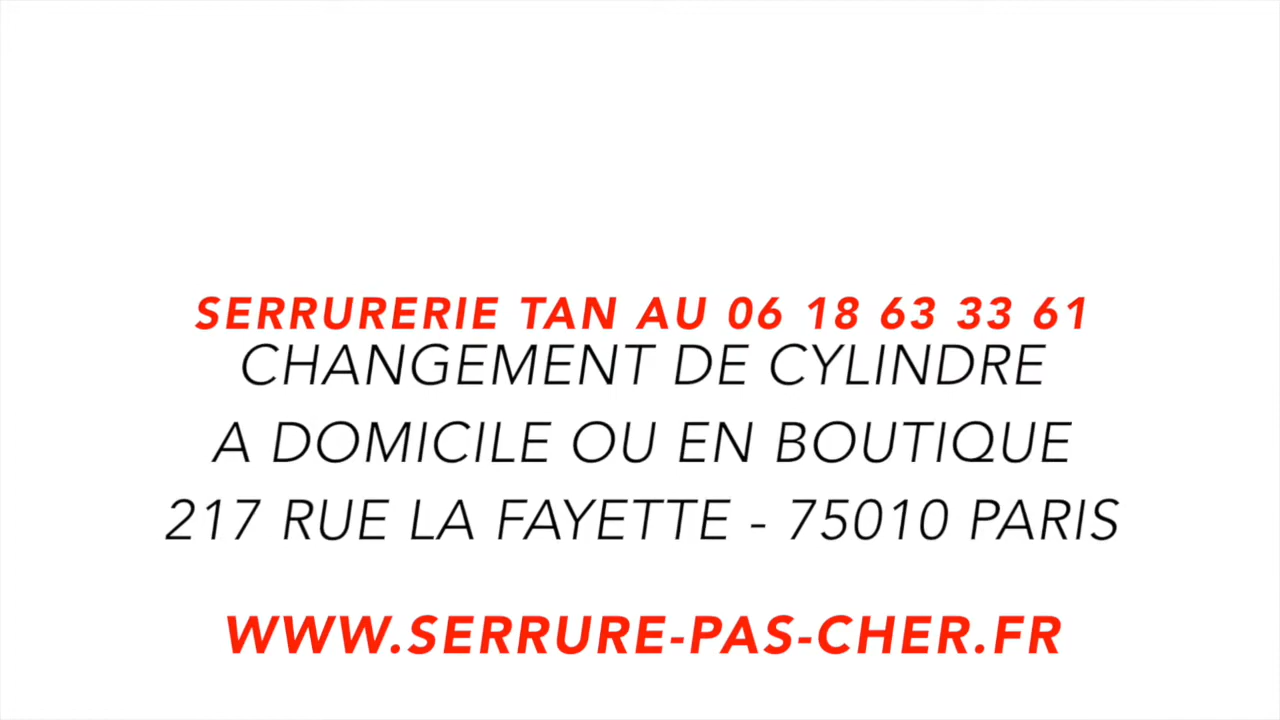 SERRURERIE TAN AU 06 18 63 33 61
CHANGEMENT DE CYLINDRE
A DOMICILE OU EN BOUTIQUE
217 RUE LA FAYETTE - 75010 PARIS
WWW.SERRURE-PAS-CHER.FR